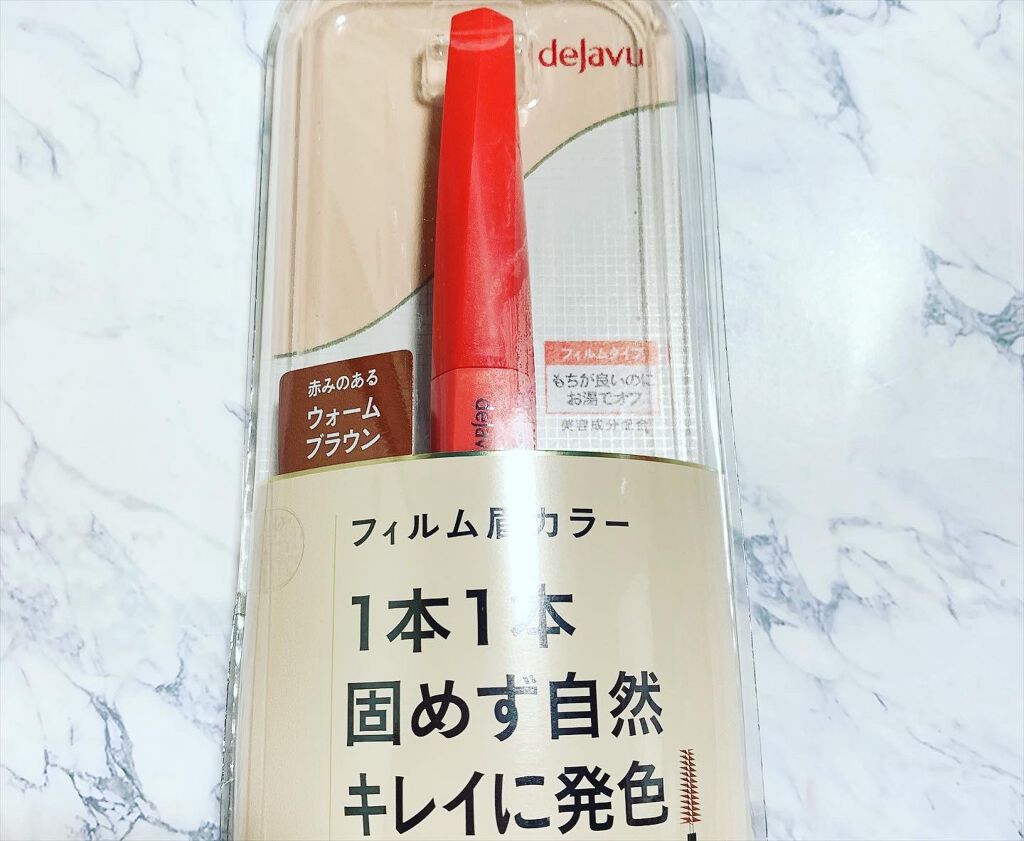 dejavu
赤みのある
ウォーム
ブラウン
フィルムタイプ
もちが良いのに
お湯でオフ
美容成分配合
dejav
フィルム眉カラー
1本1本
固めず自然
キレイに発色